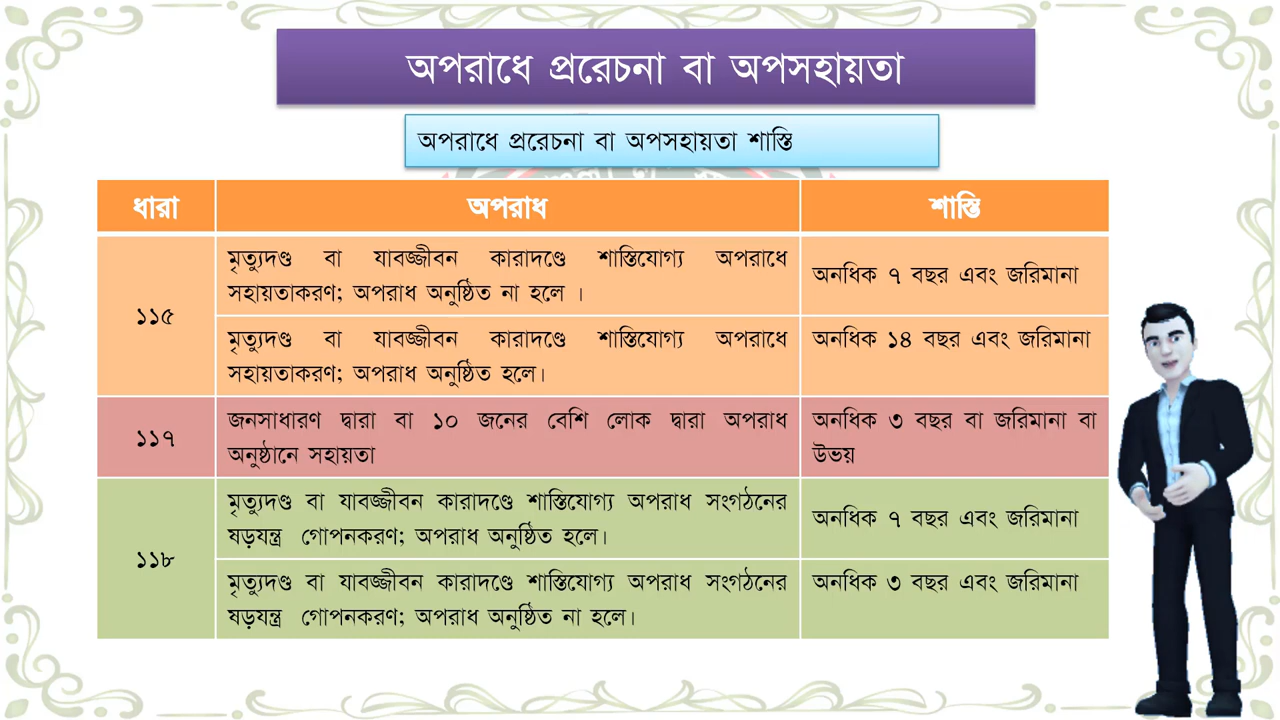 অপরাধে প্ররেচনা বা অপসহায়তা
অপরাধে প্ররেচনা বা অপসহায়তা শাস্তি
ধারা অপরাধ শাস্তি
১১৫
মৃত্যুদণ্ড বা যাবজ্জীবন কারাদণ্ডে শাস্তিযোগ্য অপরাধে
সহায়তাকরণ; অপরাধ অনুষ্ঠিত না হলে ।
অনধিক ৭ বছর এবং জরিমানা
মৃত্যুদণ্ড বা যাবজ্জীবন কারাদণ্ডে শাস্তিযোগ্য অপরাধে
সহায়তাকরণ; অপরাধ অনুষ্ঠিত হলে।
অনধিক ১৪ বছর এবং জরিমানা
১১৭
জনসাধারণ দ্বারা বা ১০ জনের বেশি লোক দ্বারা অপরাধ
অনুষ্ঠানে সহায়তা
অনধিক ৩ বছর বা জরিমানা বা
উভয়
১১৮
মৃত্যুদণ্ড বা যাবজ্জীবন কারাদণ্ডে শাস্তিযোগ্য অপরাধ সংগঠনের
ষড়যন্ত্র গোপনকরণ; অপরাধ অনুষ্ঠিত হলে।
অনধিক ৭ বছর এবং জরিমানা
মৃত্যুদণ্ড বা যাবজ্জীবন কারাদণ্ডে শাস্তিযোগ্য অপরাধ সংগঠনের
ষড়যন্ত্র গোপনকরণ; অপরাধ অনুষ্ঠিত না হলে।
অনধিক ৩ বছর এবং জরিমানা